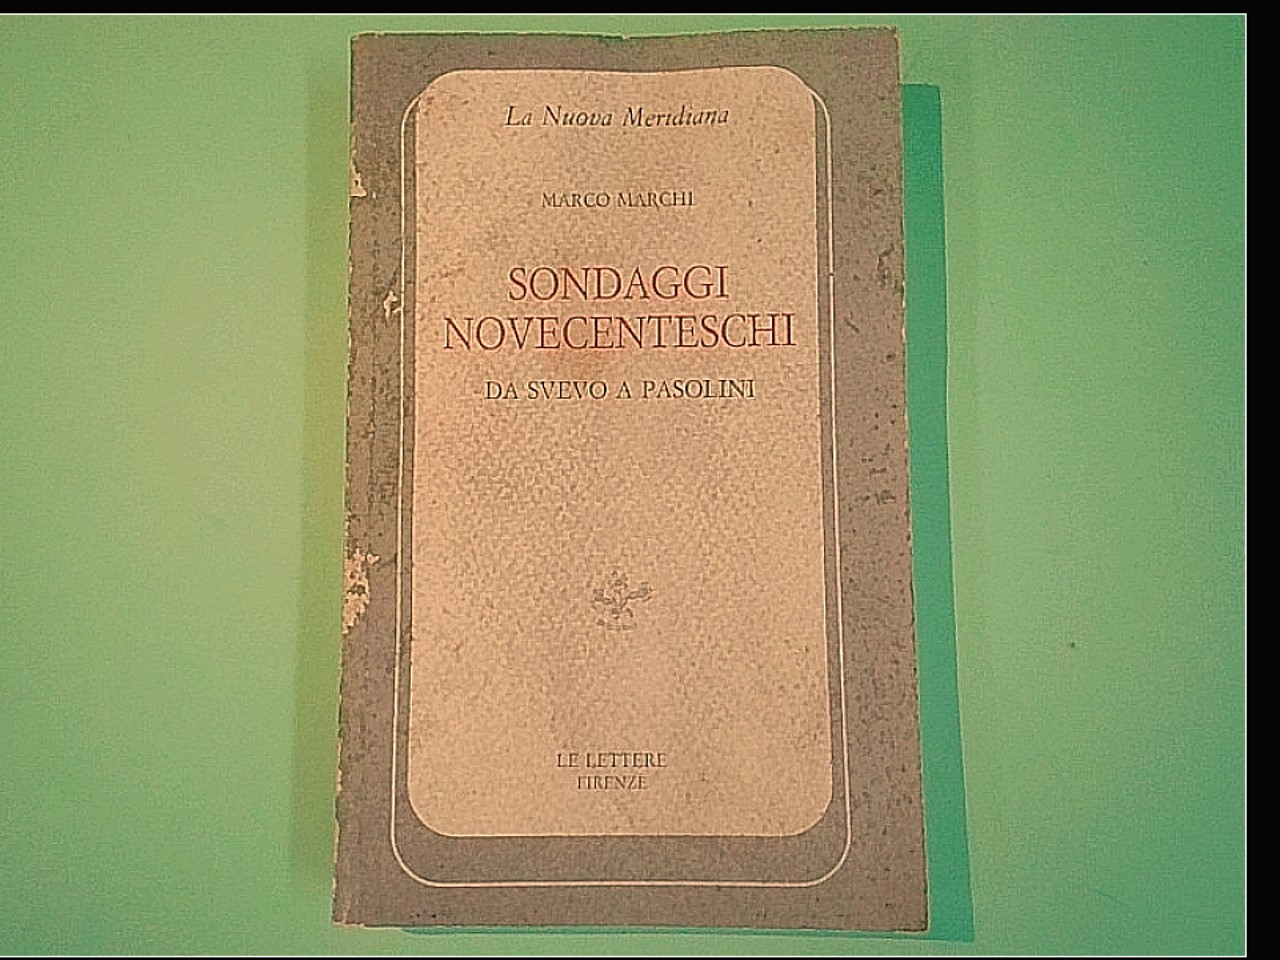 La Nuova Meridiana
MARCO MARCHI
SONDAGGI
NOVECENTESCHI
DA SVEVO A PASOLINI
LE LETTERE
FIRENZE